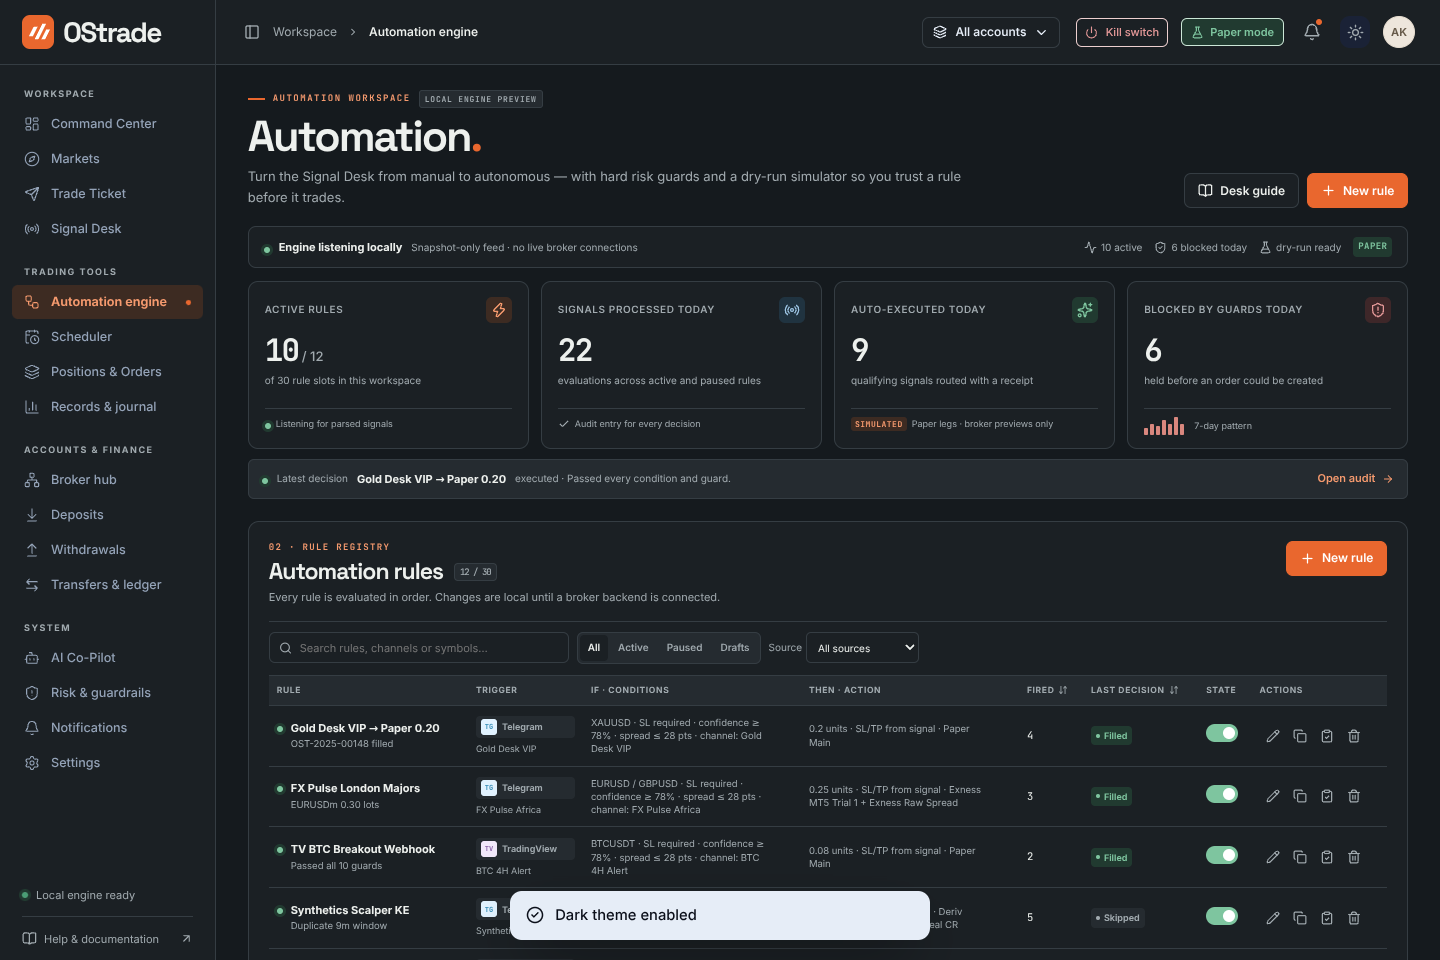 OStrade
Workspace > Automation engine
All accounts
Kill switch
Paper mode
AK
WORKSPACE
Command Center
Markets
Trade Ticket
Signal Desk
TRADING TOOLS
Automation engine
Scheduler
Positions & Orders
Records & journal
ACCOUNTS & FINANCE
Broker hub
Deposits
Withdrawals
Transfers & ledger
SYSTEM
AI Co-Pilot
Risk & guardrails
Notifications
Settings
Local engine ready
Help & documentation
AUTOMATION WORKSPACE LOCAL ENGINE PREVIEW
Automation.
Turn the Signal Desk from manual to autonomous — with hard risk guards and a dry-run simulator so you trust a rule
before it trades.
Desk guide
New rule
Engine listening locally Snapshot-only feed · no live broker connections
10 active 6 blocked today dry-run ready PAPER
ACTIVE RULES
10 / 12
of 30 rule slots in this workspace
Listening for parsed signals
SIGNALS PROCESSED TODAY
22
evaluations across active and paused rules
Audit entry for every decision
AUTO-EXECUTED TODAY
9
qualifying signals routed with a receipt
SIMULATED Paper legs · broker previews only
BLOCKED BY GUARDS TODAY
6
held before an order could be created
7-day pattern
Latest decision Gold Desk VIP → Paper 0.20 executed · Passed every condition and guard.
Open audit →
02 · RULE REGISTRY
Automation rules 12 / 30
Every rule is evaluated in order. Changes are local until a broker backend is connected.
New rule
Search rules, channels or symbols...
All Active Paused Drafts
Source All sources
RULE TRIGGER IF · CONDITIONS THEN · ACTION FIRED LAST DECISION STATE ACTIONS
Gold Desk VIP → Paper 0.20
OST-2025-00148 filled
TG Telegram
Gold Desk VIP
XAUUSD · SL required · confidence ≥
78% · spread ≤ 28 pts · channel: Gold
Desk VIP
0.2 units · SL/TP from signal · Paper
Main
4
Filled
FX Pulse London Majors
EURUSDm 0.30 lots
TG Telegram
FX Pulse Africa
EURUSD / GBPUSD · SL required ·
confidence ≥ 78% · spread ≤ 28 pts ·
channel: FX Pulse Africa
0.25 units · SL/TP from signal · Exness
MT5 Trial 1 + Exness Raw Spread
3
Filled
TV BTC Breakout Webhook
Passed all 10 guards
TV TradingView
BTC 4H Alert
BTCUSDT · SL required · confidence ≥
78% · spread ≤ 28 pts · channel: BTC
4H Alert
0.08 units · SL/TP from signal · Paper
Main
2
Filled
Synthetics Scalper KE
Duplicate 9m window
TG
· Deriv
CR
5
Skipped
Dark theme enabled